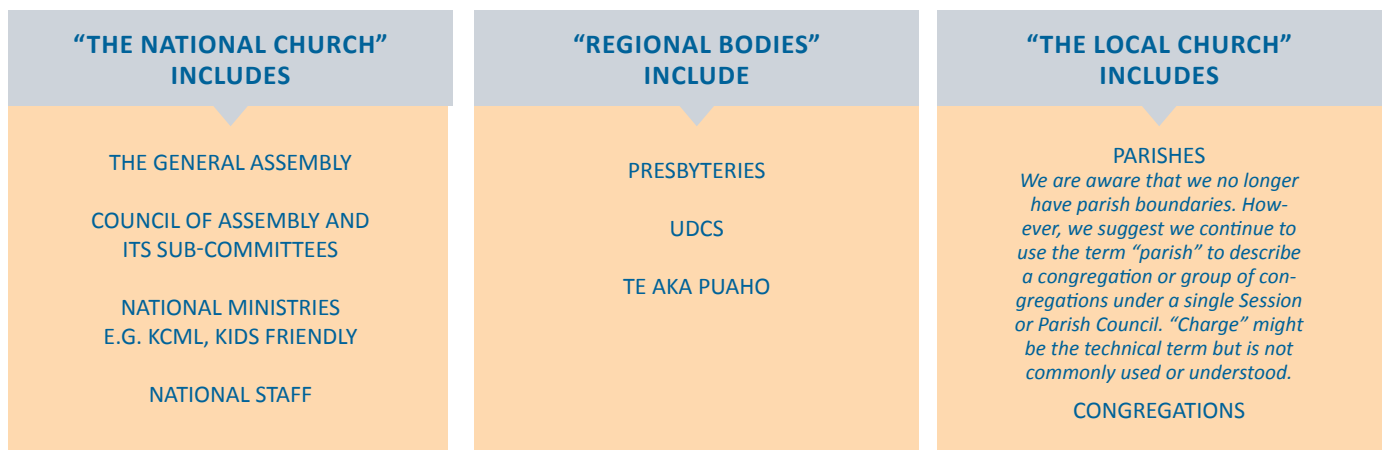 “THE NATIONAL CHURCH”
INCLUDES
THE GENERAL ASSEMBLY
COUNCIL OF ASSEMBLY AND
ITS SUB-COMMITTEES
NATIONAL MINISTRIES
E.G. KCML, KIDS FRIENDLY
NATIONAL STAFF
“REGIONAL BODIES”
INCLUDE
PRESBYTERIES
UDCS
TE AKA PUAHO
“THE LOCAL CHURCH”
INCLUDES
PARISHES
We are aware that we no longer
have parish boundaries. How-
ever, we suggest we continue to
use the term “parish” to describe
a congregation or group of con-
gregations under a single Session
or Parish Council. “Charge” might
be the technical term but is not
commonly used or understood.
CONGREGATIONS